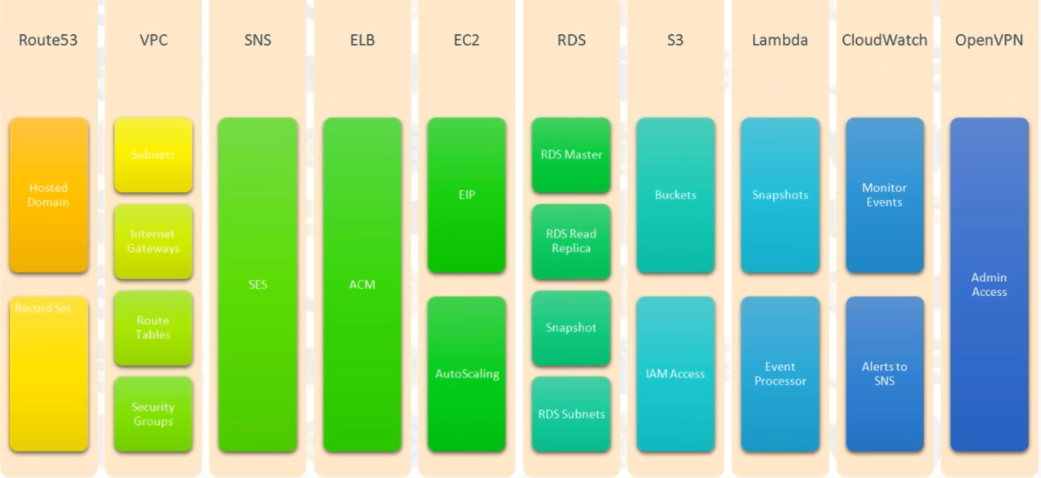 Route53
VPC
SNS
ELB
EC2
RDS
S3
Lambda
CloudWatch
OpenVPN
Hosted
Domain
Record Set
Subnets
Internet
Gateways
Route
Tables
Security
Groups
SES
ACM
EIP
AutoScaling
RDS Master
RDS Read
Replica
Snapshot
RDS Subnets
Buckets
IAM Access
Snapshots
Event
Processor
Monitor
Events
Alerts to
SNS
Admin
Access